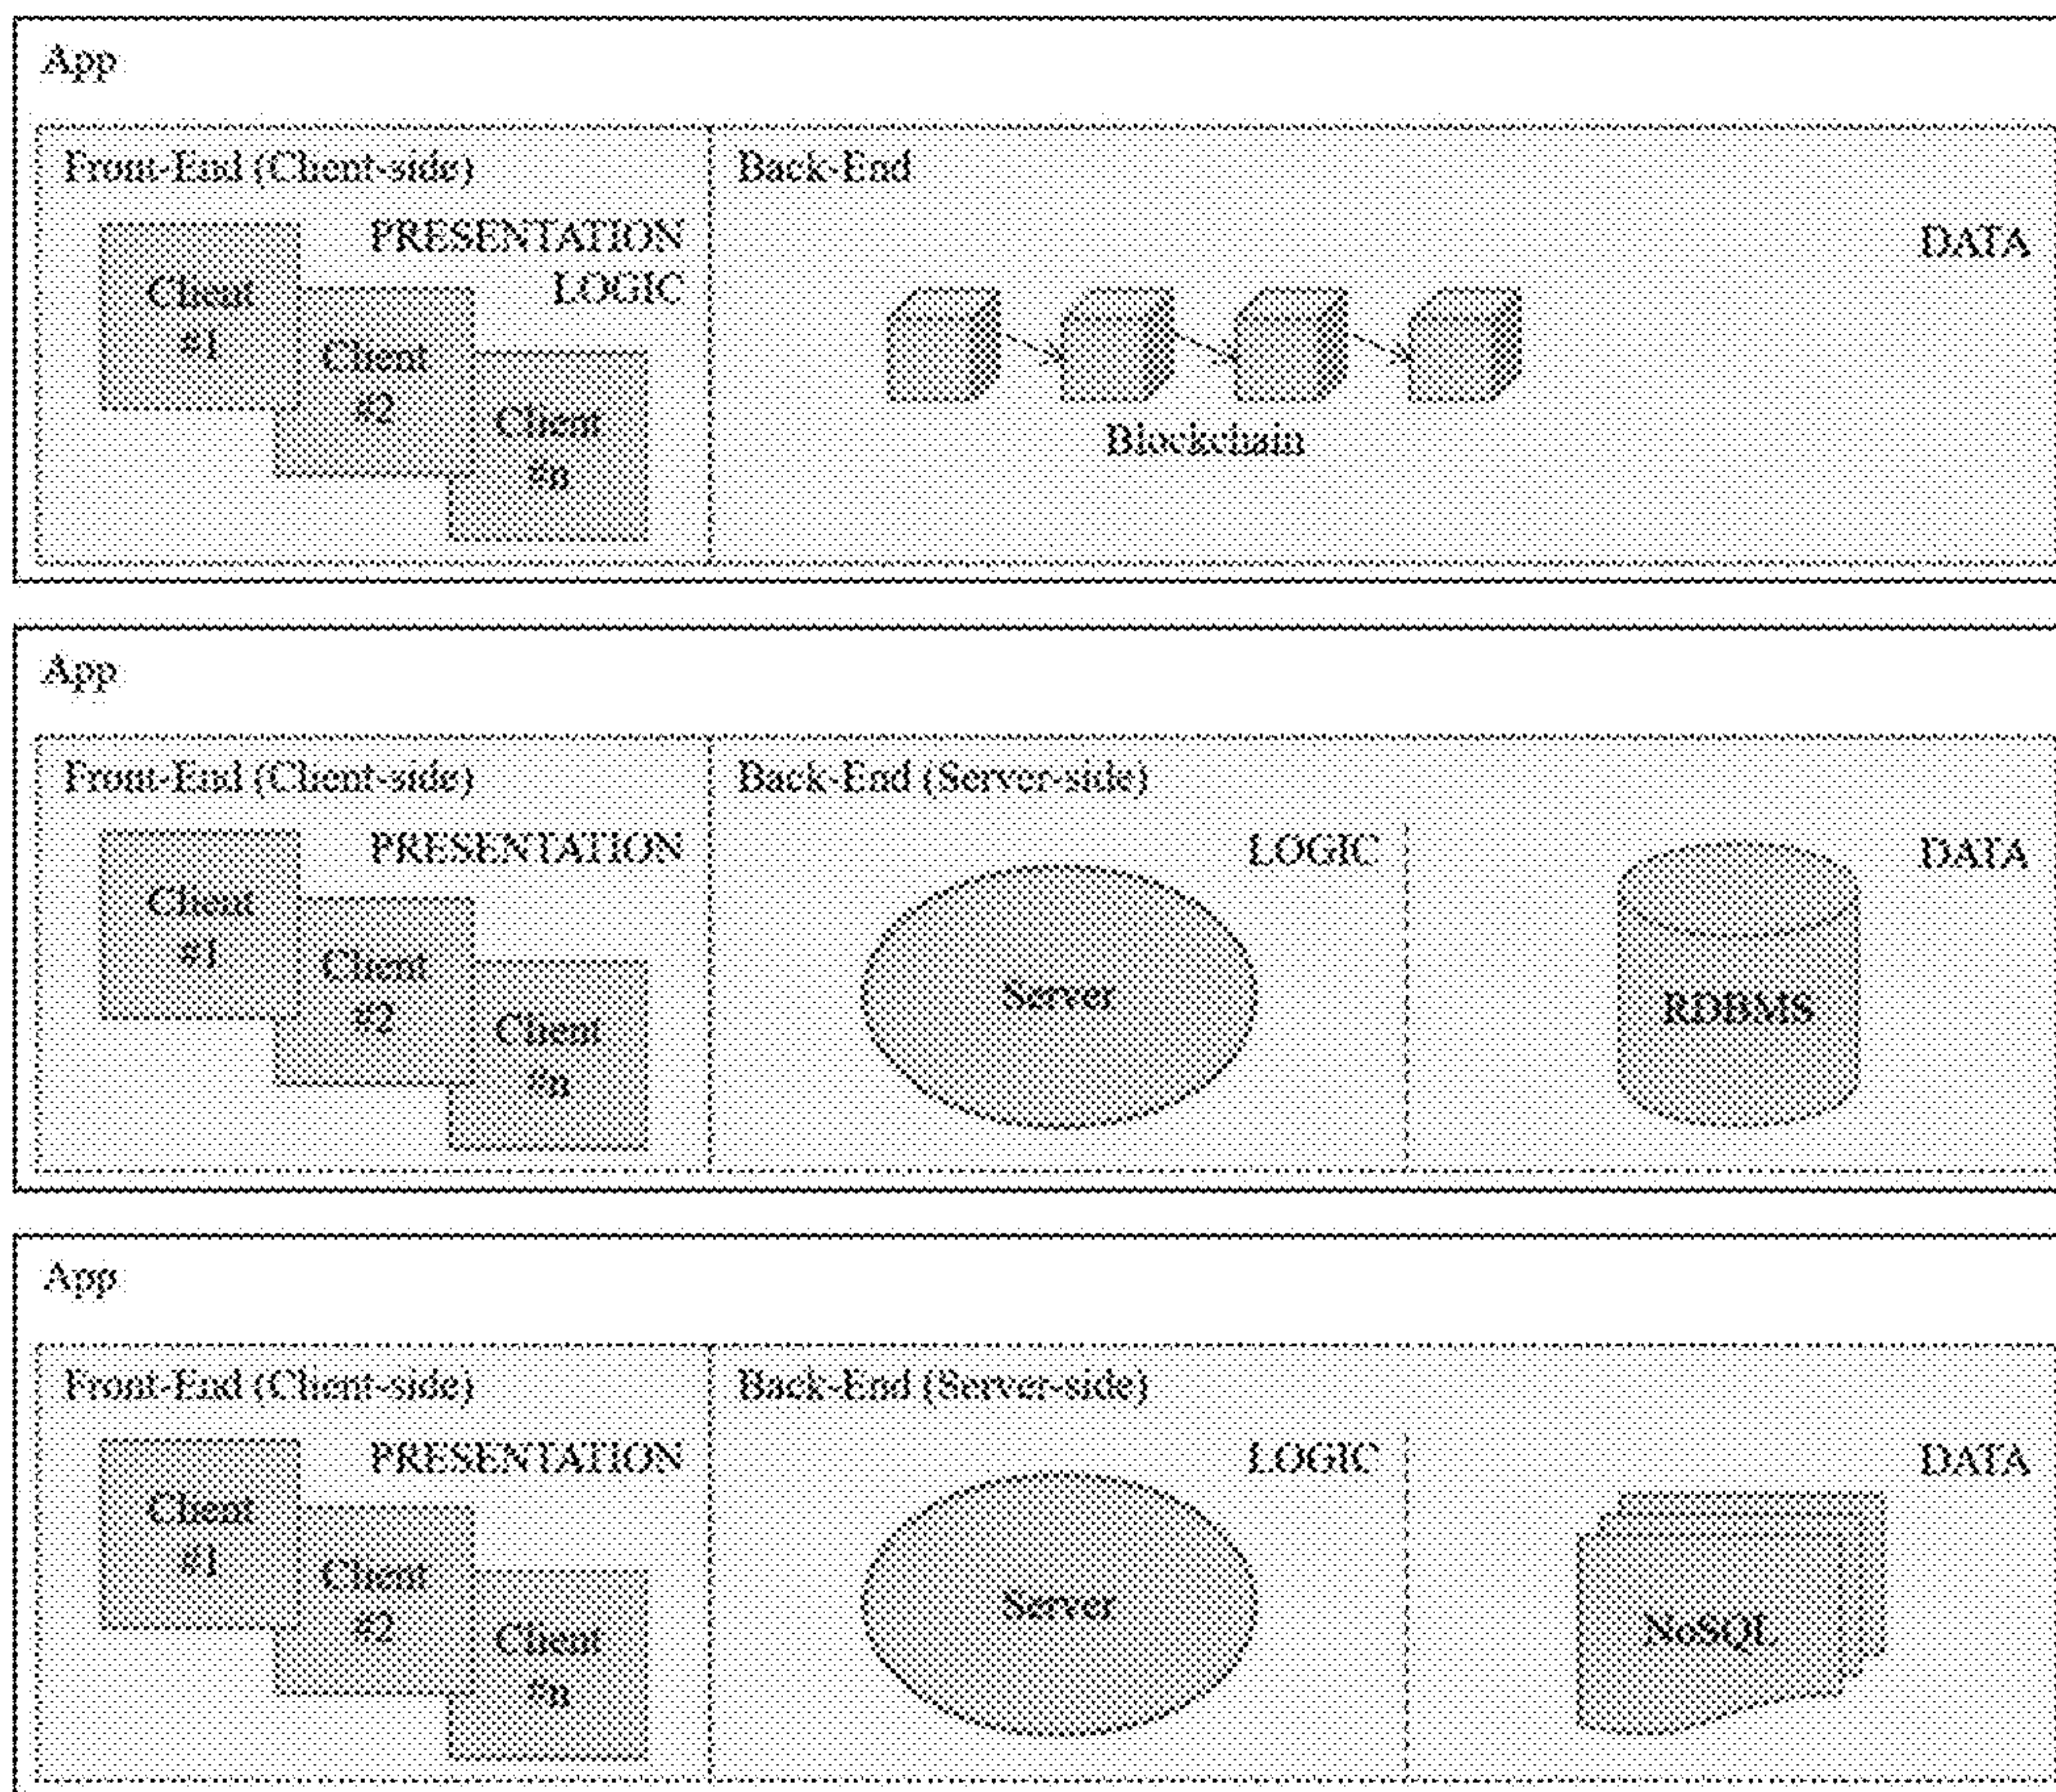 App
Front-End (Client-side)
PRESENTATION
LOGIC
Client
#1
Client
#2
Client
#n
Back-End
DATA
Blockchain
App
Front-End (Client-side)
PRESENTATION
Client
#1
Client
#2
Client
#n
Back-End (Server-side)
LOGIC
Server
DATA
RDBMS
App
Front-End (Client-side)
PRESENTATION
Client
#1
Client
#2
Client
#n
Back-End (Server-side)
LOGIC
Server
DATA
NoSQL